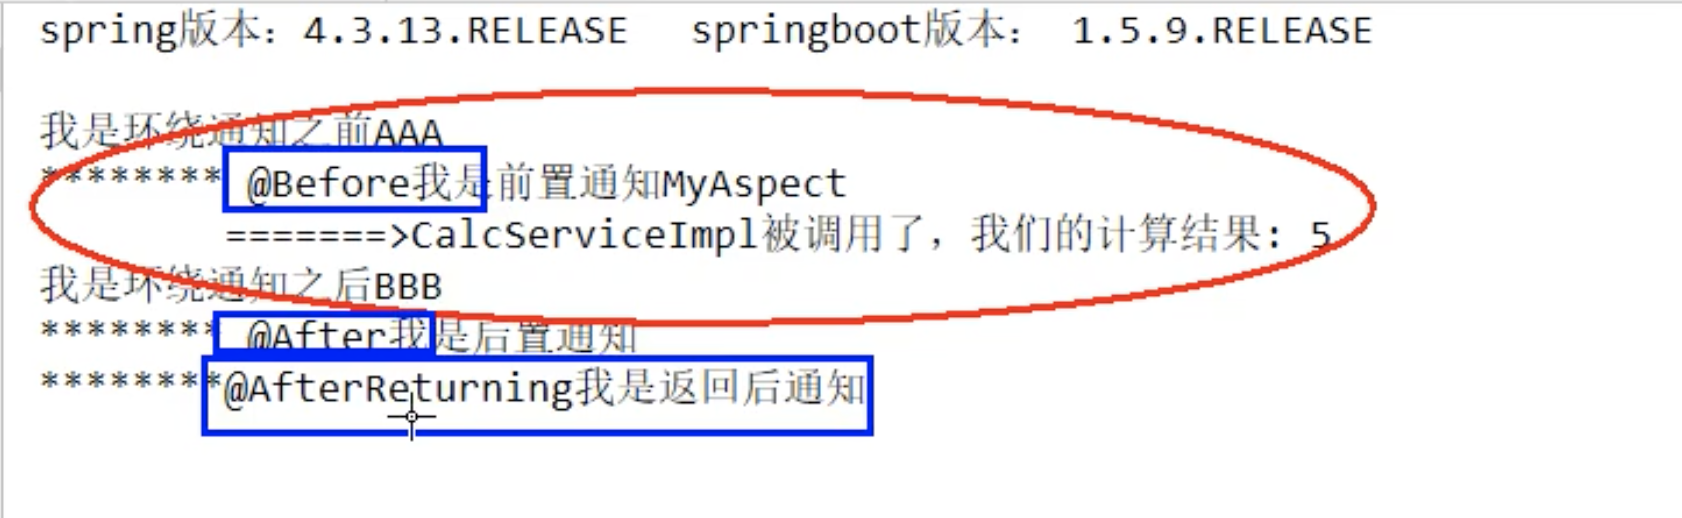 spring版本：4.3.13.RELEASE springboot版本： 1.5.9.RELEASE
我是环绕通知之前AAA
******** @Before我是前置通知MyAspect
=======>CalcServiceImpl被调用了，我们的计算结果：5
我是环绕通知之后BBB
******** @After我是后置通知
********@AfterReturning我是返回后通知